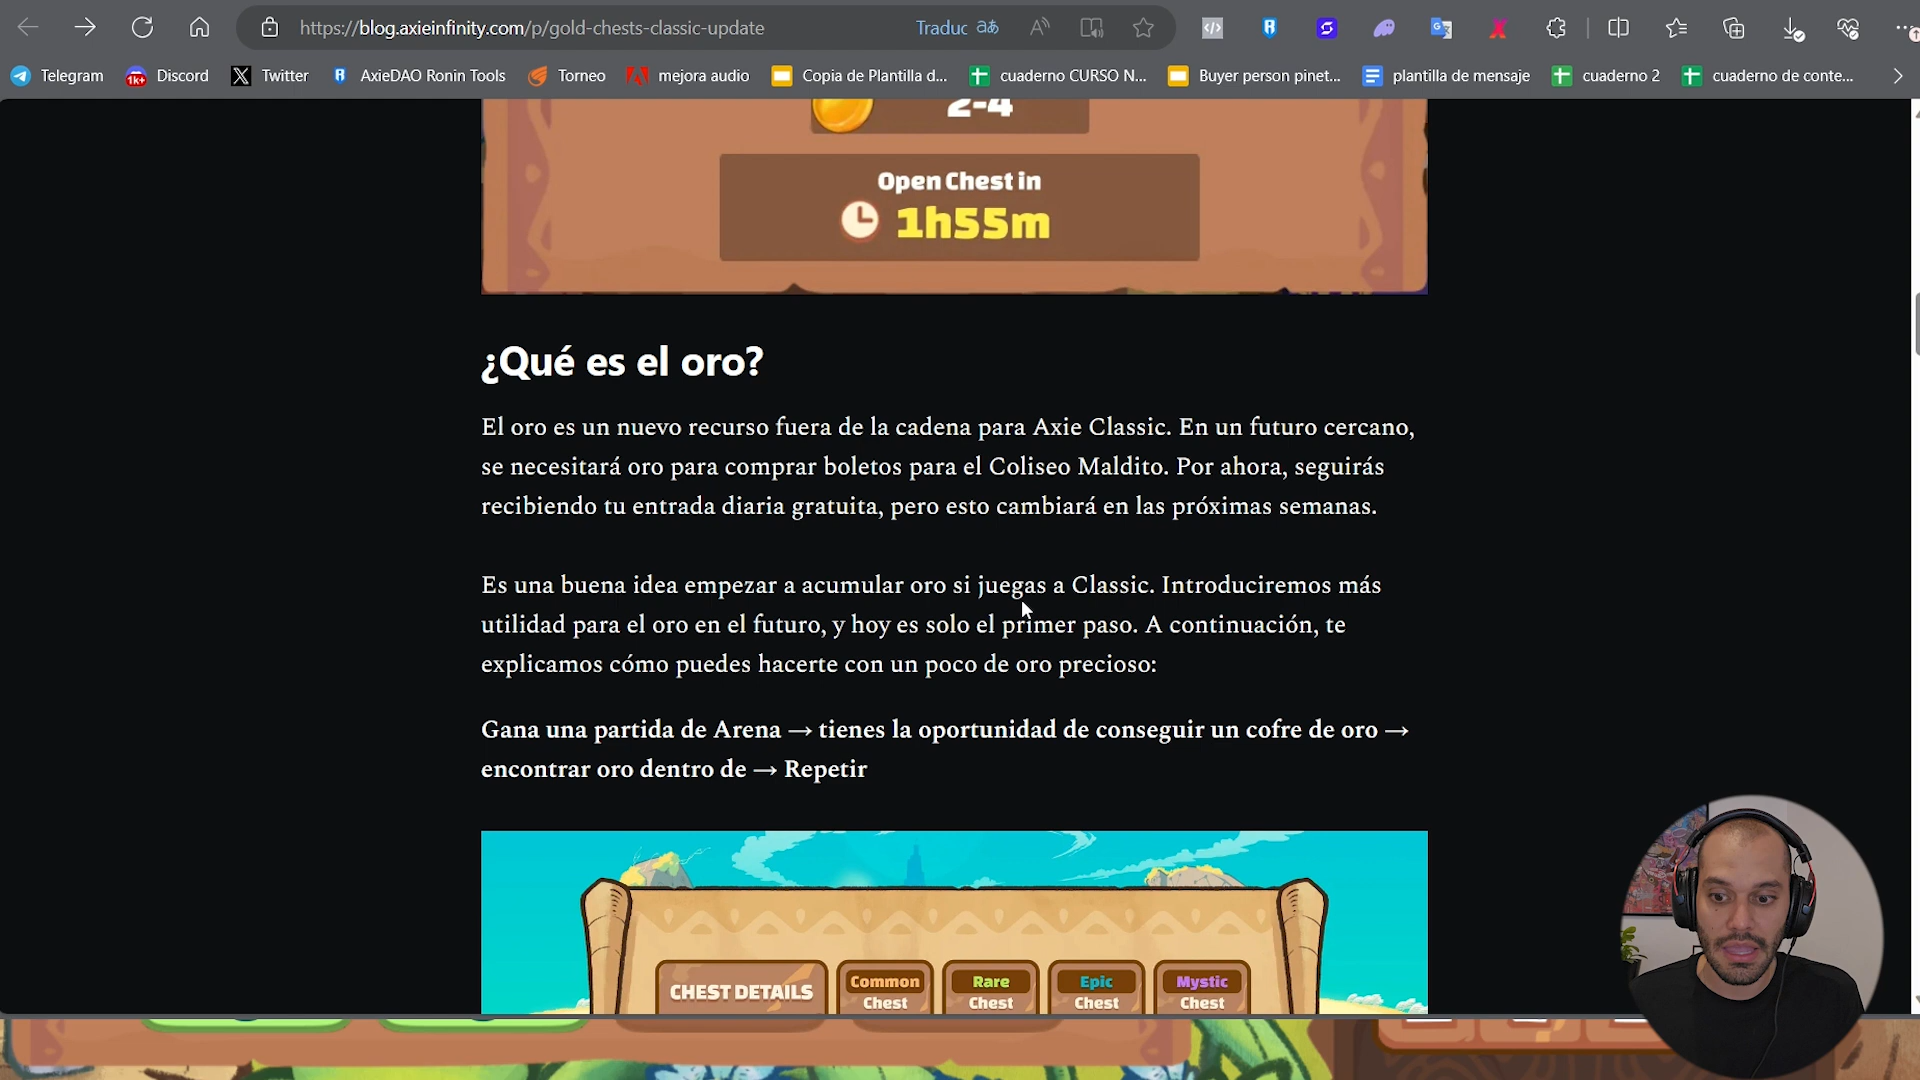 https://blog.axieinfinity.com/p/gold-chests-classic-update
Traduc
Telegram
1k+
Discord
Twitter
AxieDAO Ronin Tools
Torneo
mejora audio
Copia de Plantilla d...
cuaderno CURSO N...
Buyer person pinet...
plantilla de mensaje
cuaderno 2
cuaderno de conte...
2-4
Open Chest in
1h55m
¿Qué es el oro?
El oro es un nuevo recurso fuera de la cadena para Axie Classic. En un futuro cercano,
se necesitará oro para comprar boletos para el Coliseo Maldito. Por ahora, seguirás
recibiendo tu entrada diaria gratuita, pero esto cambiará en las próximas semanas.
Es una buena idea empezar a acumular oro si juegas a Classic. Introduciremos más
utilidad para el oro en el futuro, y hoy es solo el primer paso. A continuación, te
explicamos cómo puedes hacerte con un poco de oro precioso:
Gana una partida de Arena → tienes la oportunidad de conseguir un cofre de oro →
encontrar oro dentro de → Repetir
CHEST DETAILS
Common
Chest
Rare
Chest
Epic
Chest
Mystic
Chest